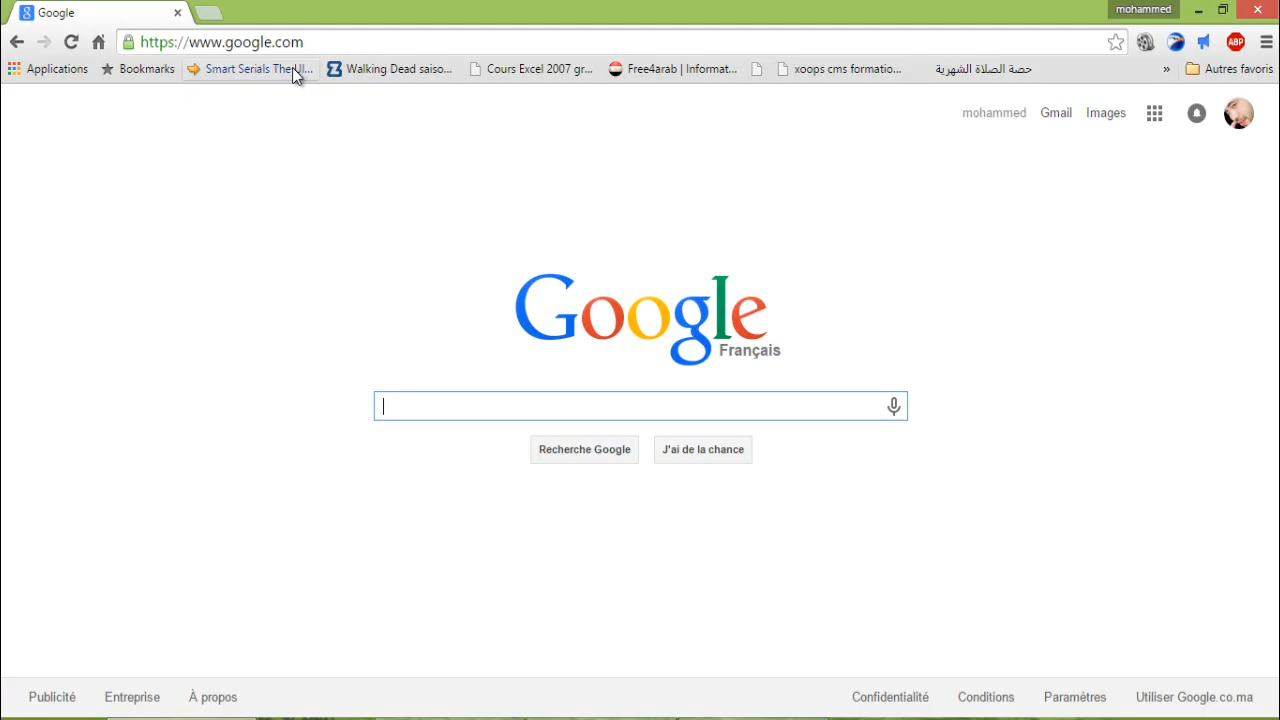 Google
mohammed
https://www.google.com
ABP
Applications Bookmarks Smart Serials The Ul... Walking Dead saiso... Cours Excel 2007 gr... Free4arab | Informat... xoops cms formatio... حصة الصلاة الشهرية » Autres favoris
mohammed Gmail Images
Google
Français
Recherche Google J'ai de la chance
Publicité Entreprise À propos Confidentialité Conditions Paramètres Utiliser Google.co.ma